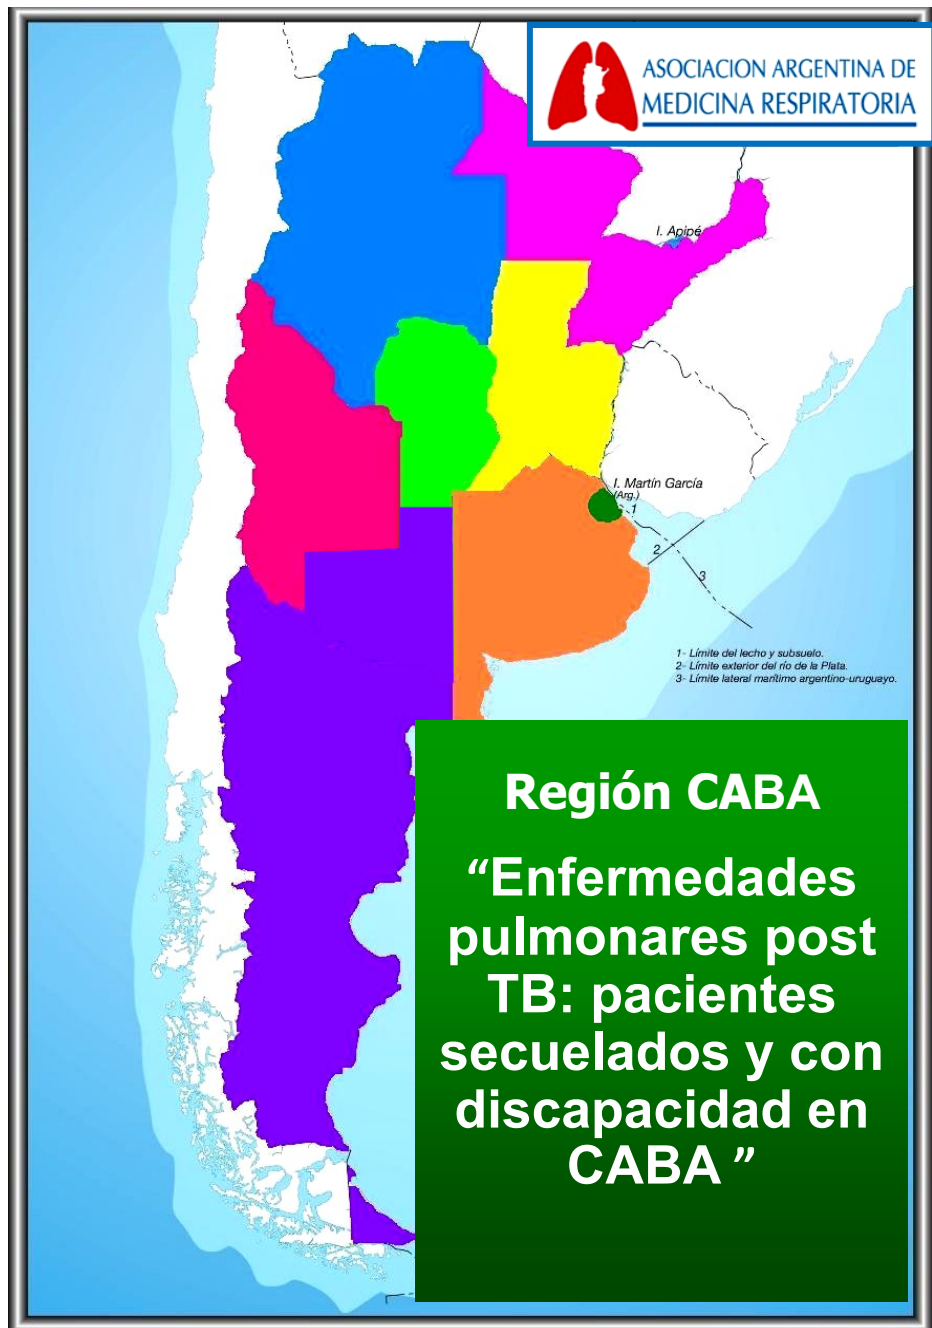 ASOCIACION ARGENTINA DE
MEDICINA RESPIRATORIA
I. Apipé
I. Martín García
(Arg.)
1
2
3
1- Límite del lecho y subsuelo.
2- Límite exterior del río de la Plata.
3- Límite lateral marítimo argentino-uruguayo.
Región CABA
“Enfermedades
pulmonares post
TB: pacientes
secuelados y con
discapacidad en
CABA ”